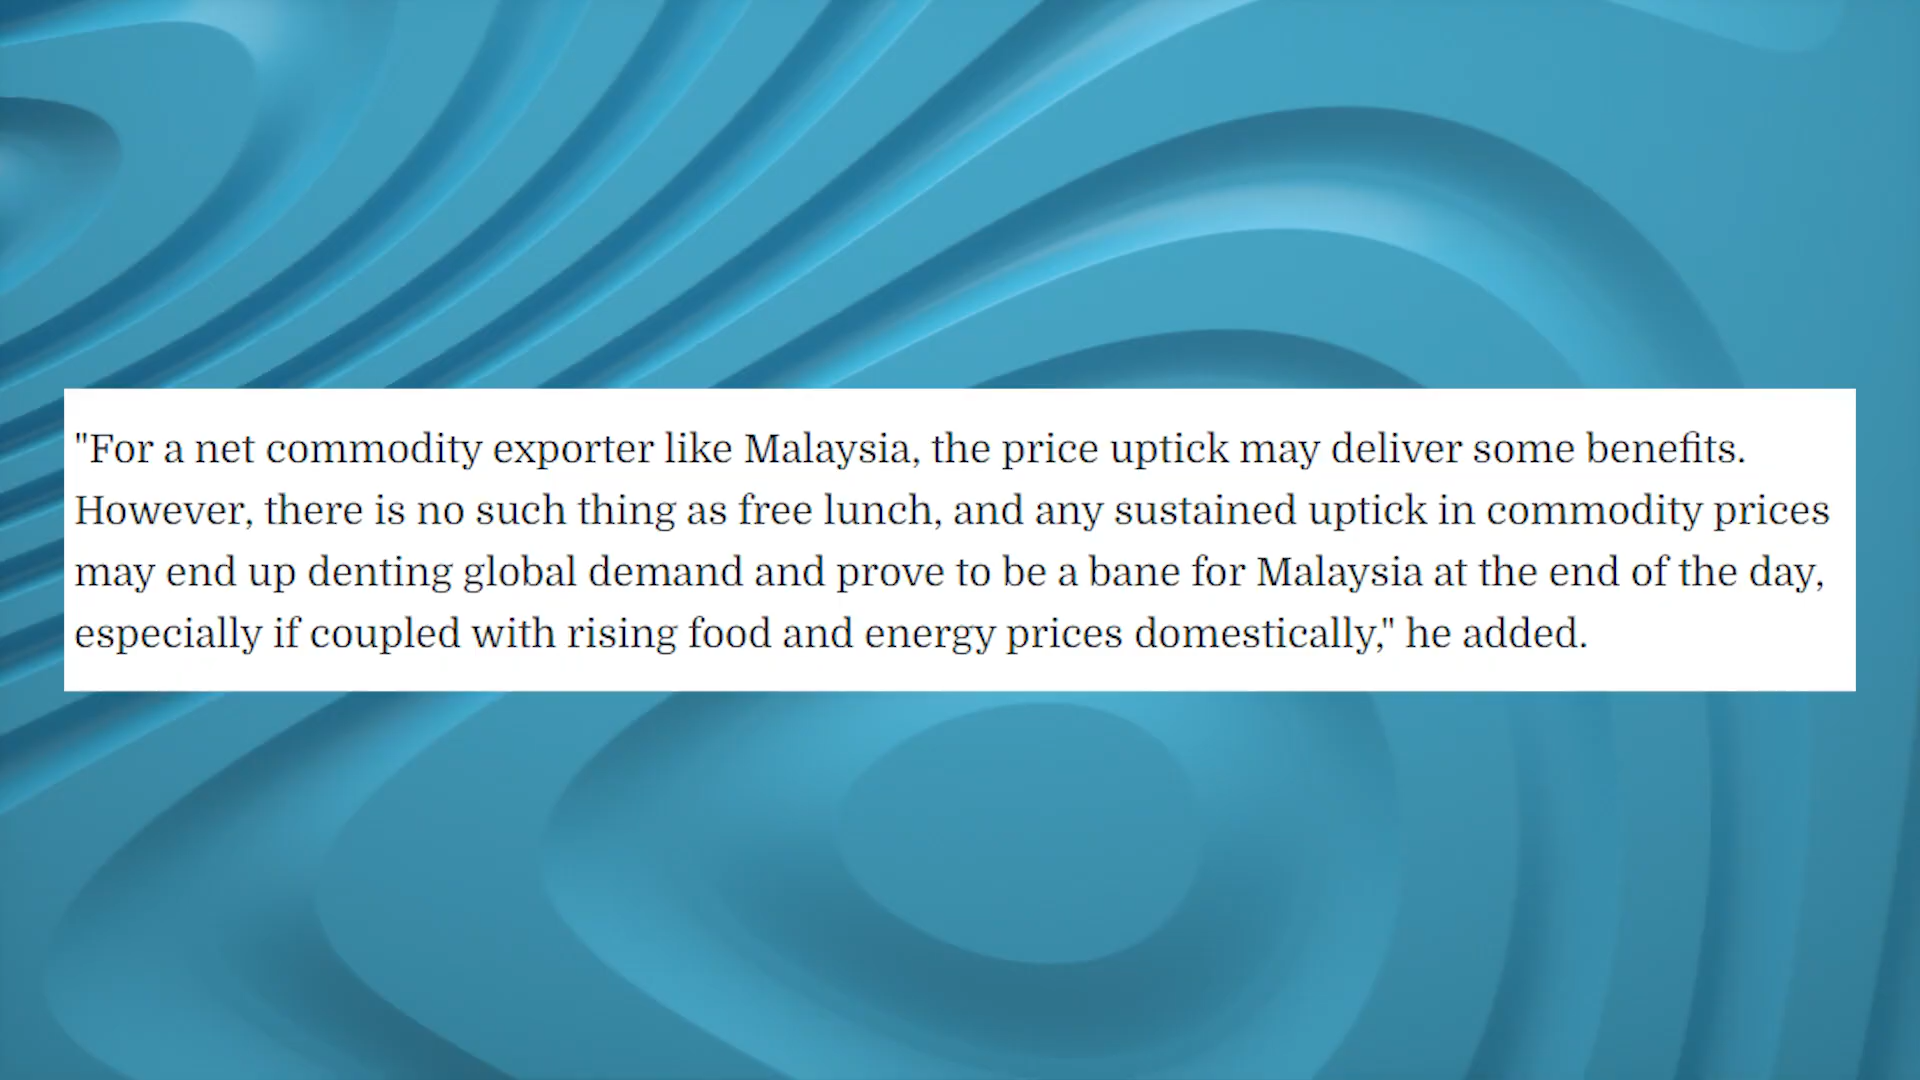 "For a net commodity exporter like Malaysia, the price uptick may deliver some benefits.
However, there is no such thing as free lunch, and any sustained uptick in commodity prices
may end up denting global demand and prove to be a bane for Malaysia at the end of the day,
especially if coupled with rising food and energy prices domestically," he added.